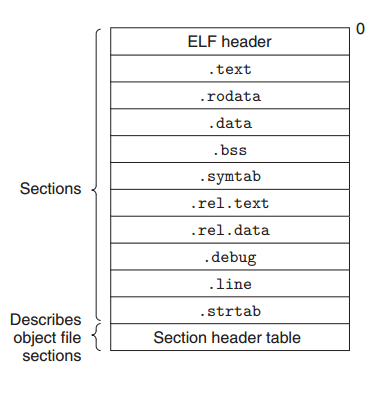 0
ELF header
.text
.rodata
.data
.bss
.symtab
.rel.text
.rel.data
.debug
.line
.strtab
Section header table
Sections
Describes
object file
sections